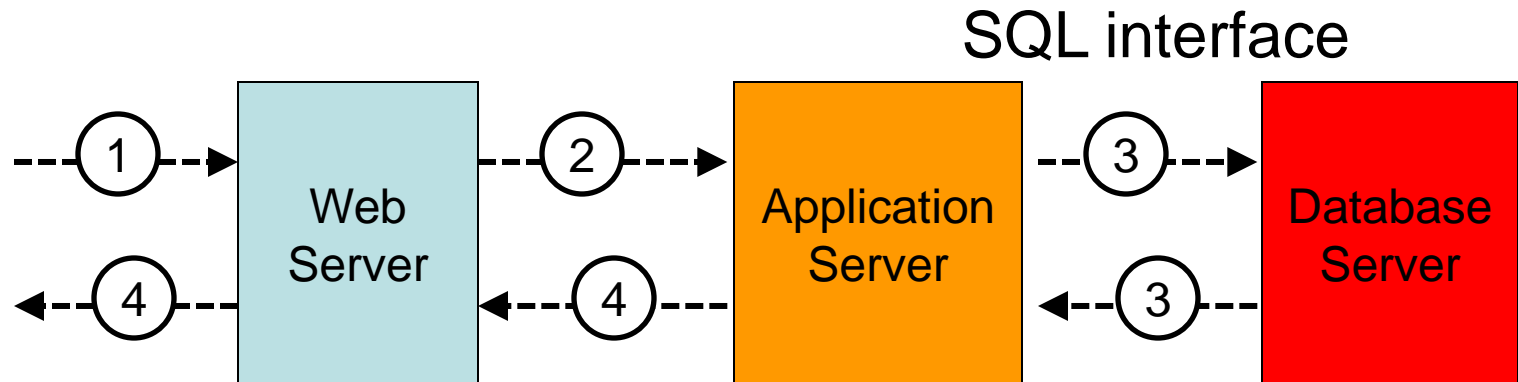 SQL interface
1
2
3
Web
Server
Application
Server
Database
Server
4
4
3